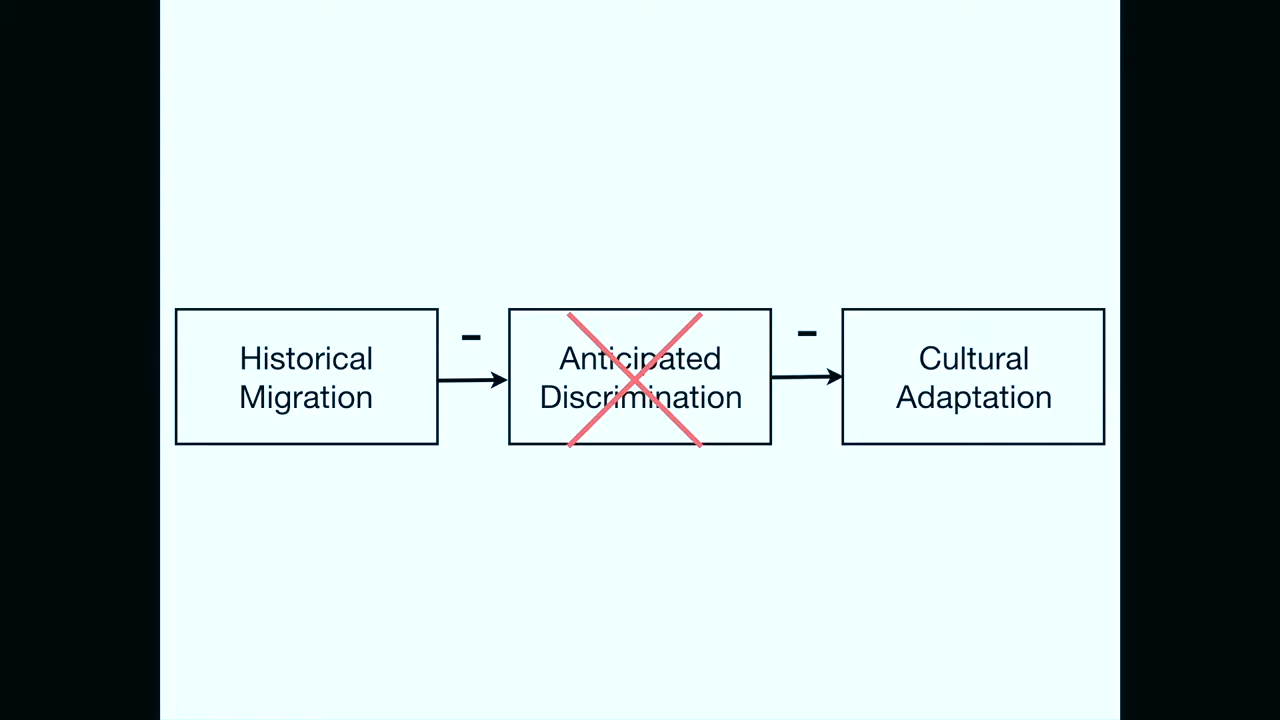 Historical
Migration
-
Anticipated
Discrimination
-
Cultural
Adaptation